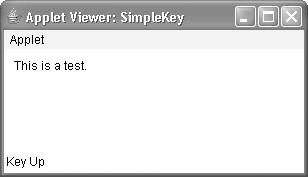 Applet Viewer: SimpleKey
Applet
This is a test.
Key Up